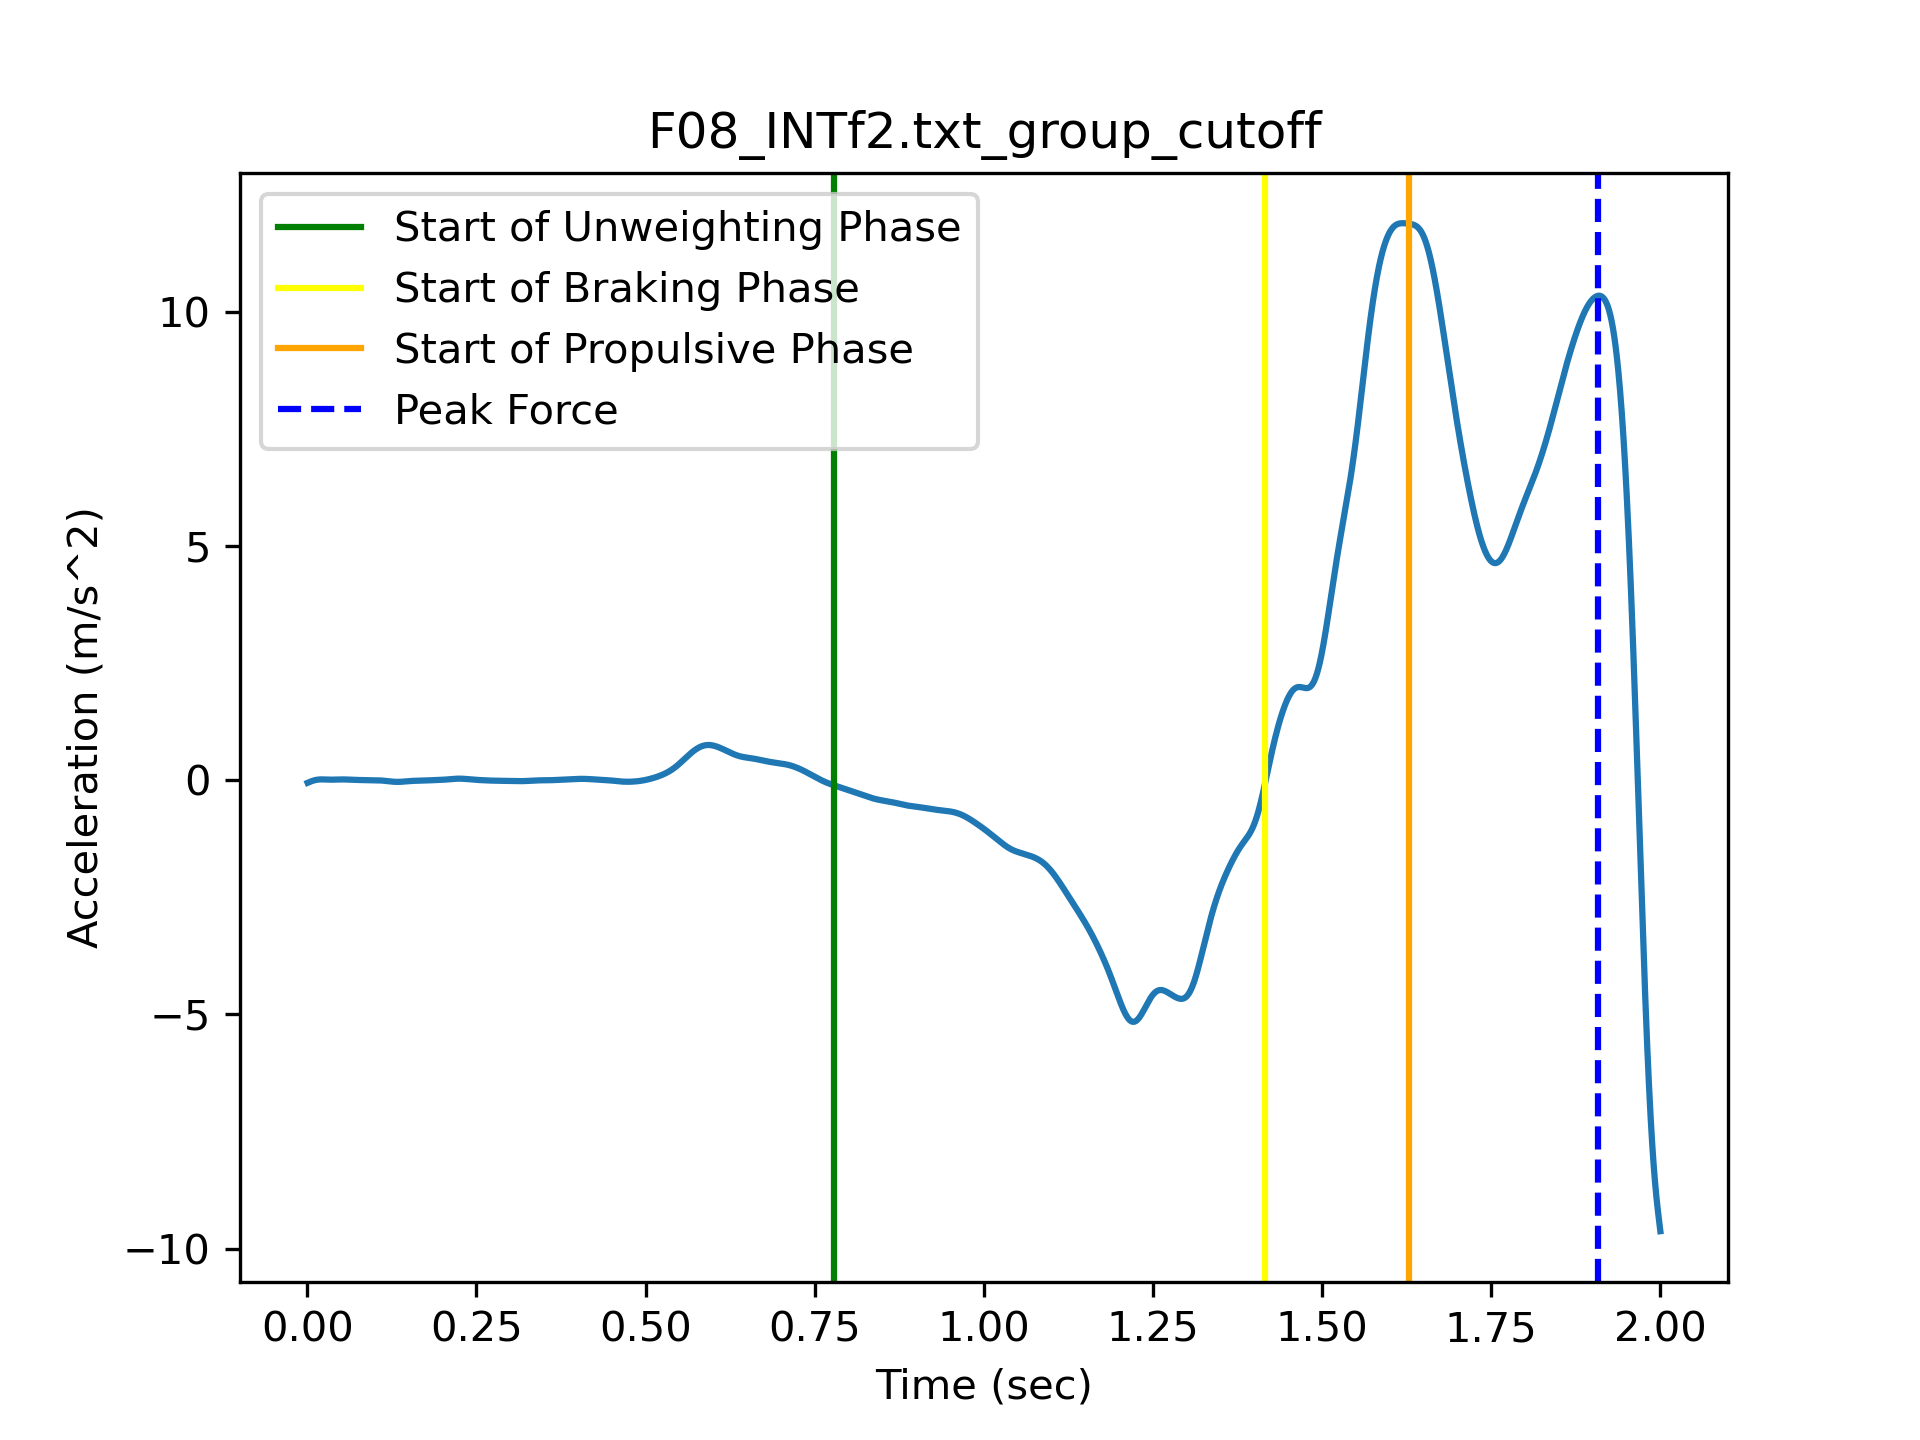 F08_INTf2.txt_group_cutoff
Start of Unweighting Phase
Start of Braking Phase
Start of Propulsive Phase
Peak Force
Acceleration (m/s^2)
10
5
0
−5
−10
0.00 0.25 0.50 0.75 1.00 1.25 1.50 1.75 2.00
Time (sec)